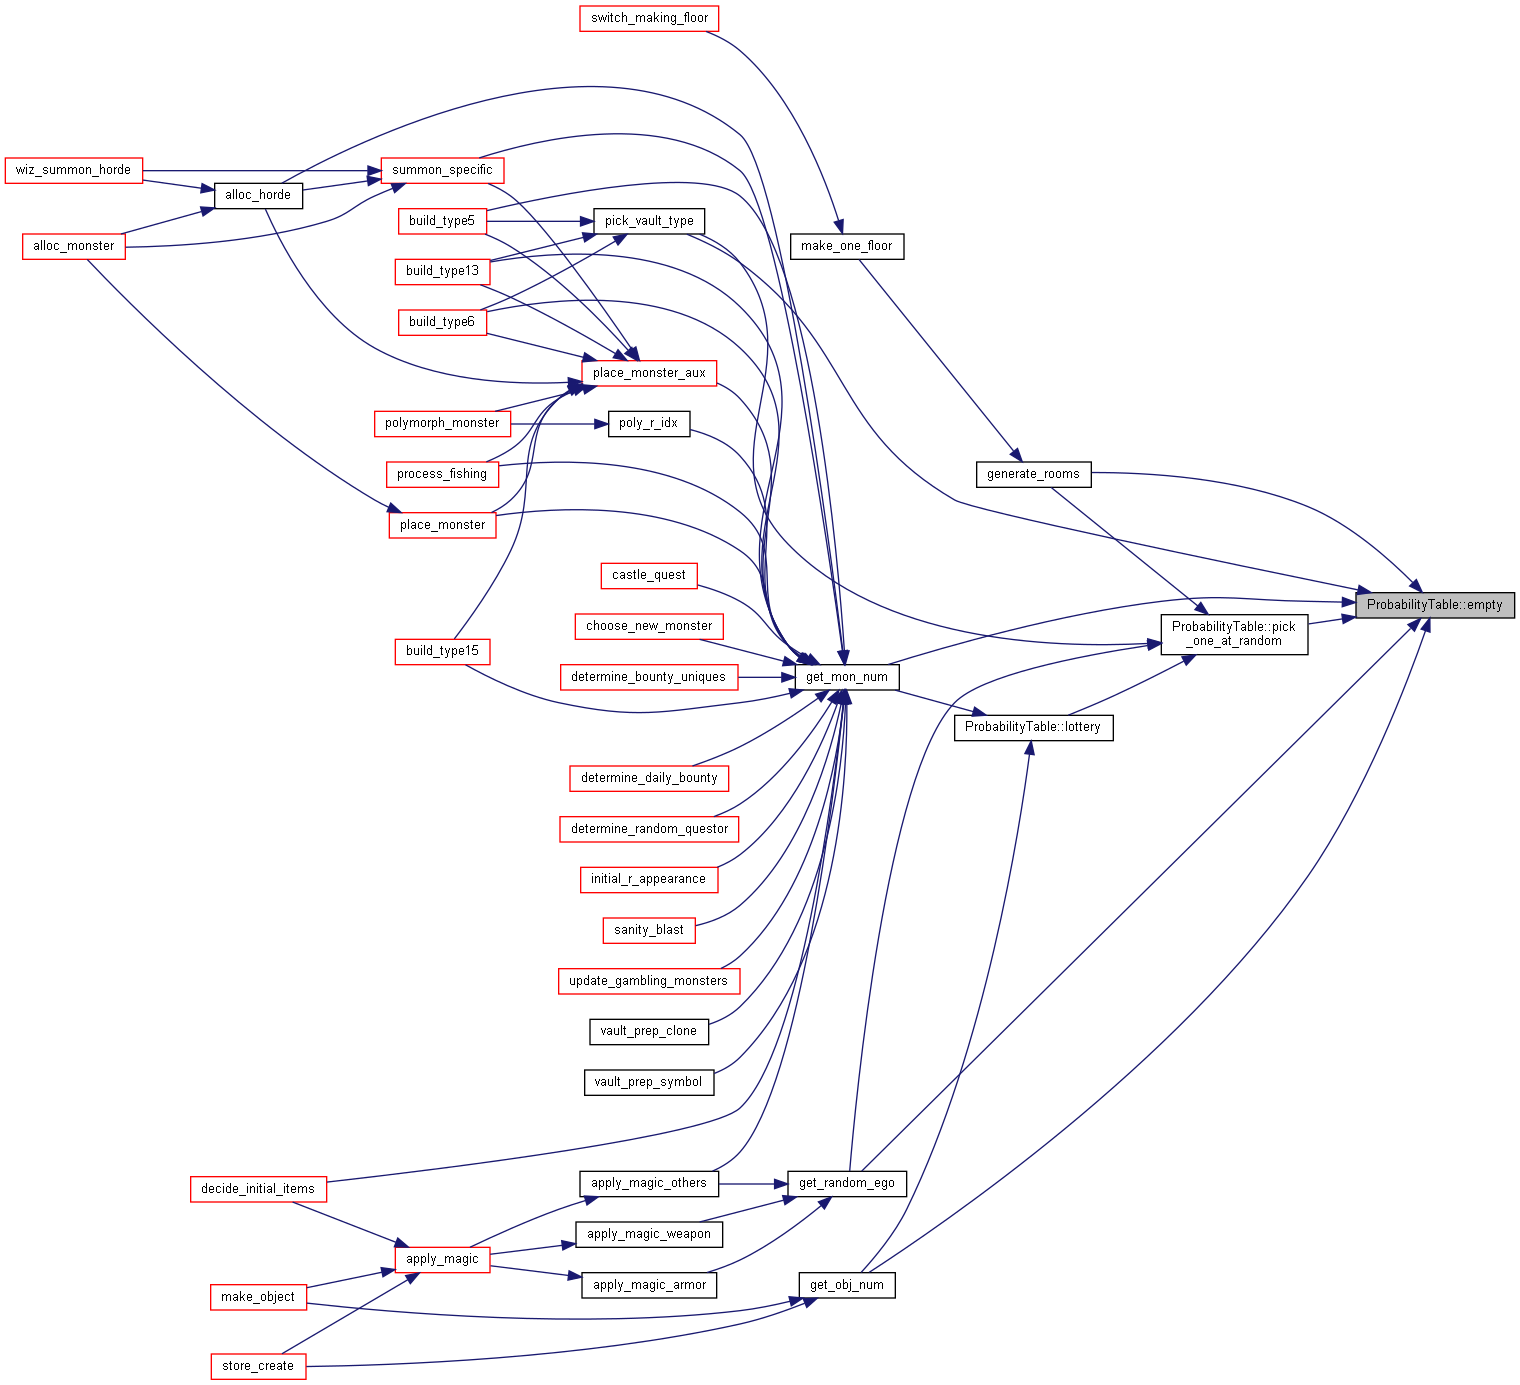 switch_making_floor
wiz_summon_horde
summon_specific
alloc_horde
build_type5
pick_vault_type
alloc_monster
make_one_floor
build_type13
build_type6
place_monster_aux
polymorph_monster
poly_r_idx
process_fishing
generate_rooms
place_monster
castle_quest
ProbabilityTable::empty
choose_new_monster
ProbabilityTable::pick
_one_at_random
build_type15
determine_bounty_uniques
get_mon_num
ProbabilityTable::lottery
determine_daily_bounty
determine_random_questor
initial_r_appearance
sanity_blast
update_gambling_monsters
vault_prep_clone
vault_prep_symbol
decide_initial_items
apply_magic_others
get_random_ego
apply_magic_weapon
apply_magic
apply_magic_armor
get_obj_num
make_object
store_create